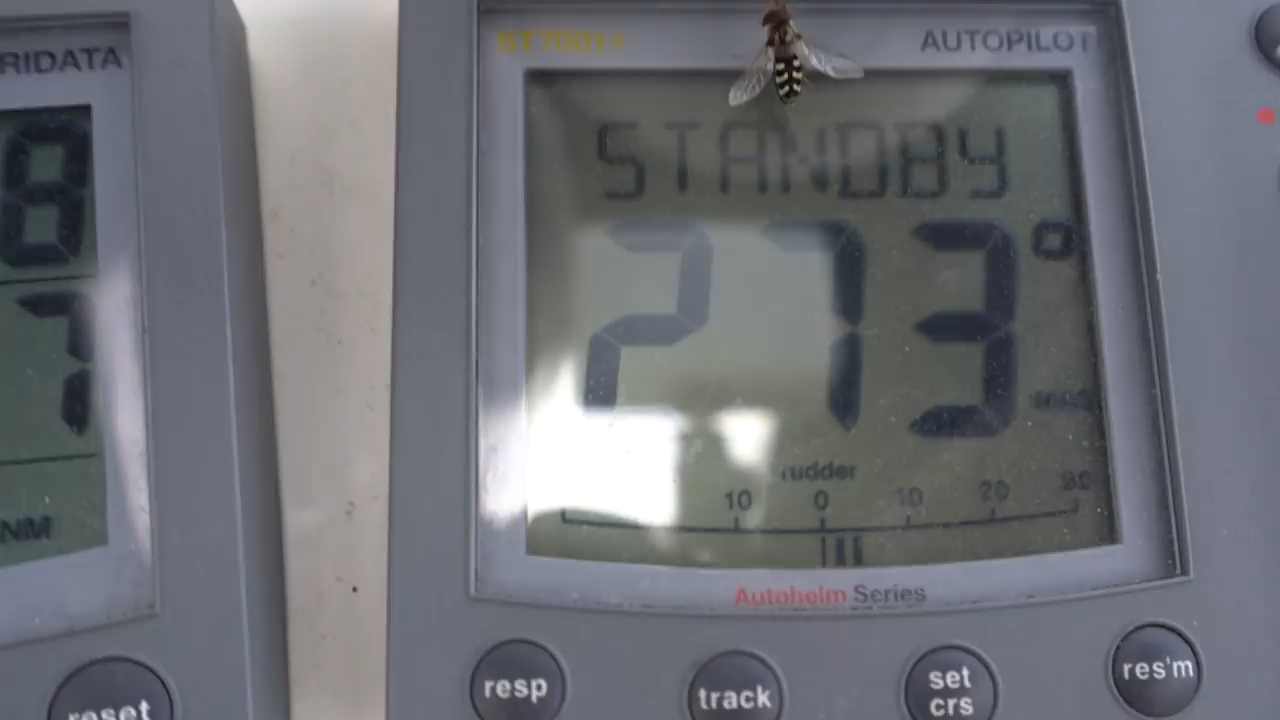 RIDATA
8
7
NM
reset
ST7001+
AUTOPILOT
STANDBY
273°
rudder
10 0 10 20 30
Autohelm Series
resp
track
set
crs
res'm